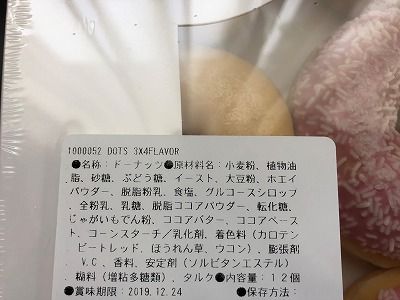 1000052 DOTS 3X4FLAVOR
●名称：ドーナッツ●原材料名：小麦粉、植物油
脂、砂糖、ぶどう糖、イースト、大豆粉、ホエイ
パウダー、脱脂粉乳、食塩、グルコースシロップ
、全粉乳、乳糖、脱脂ココアパウダー、転化糖、
じゃがいもでん粉、ココアバター、ココアペース
ト、コーンスターチ／乳化剤、着色料（カロテン
、ビートレッド、ほうれん草、ウコン）、膨張剤
、V.C、香料、安定剤（ソルビタンエステル）
、糊料（増粘多糖類）、タルク●内容量：１２個
●賞味期限：2019.12.24 ●保存方法：